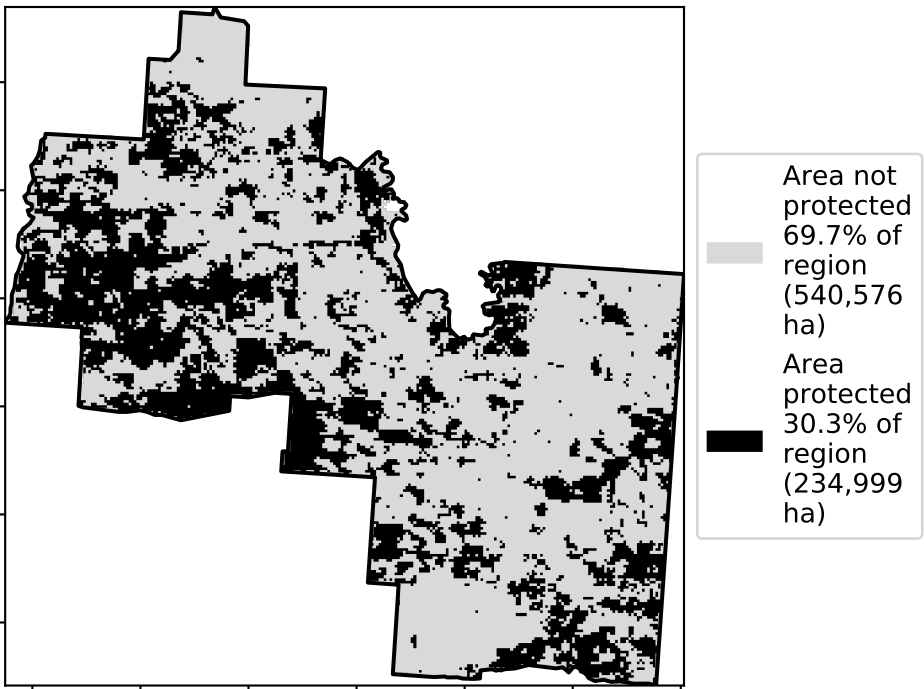 Area not
protected
69.7% of
region
(540,576
ha)
Area
protected
30.3% of
region
(234,999
ha)